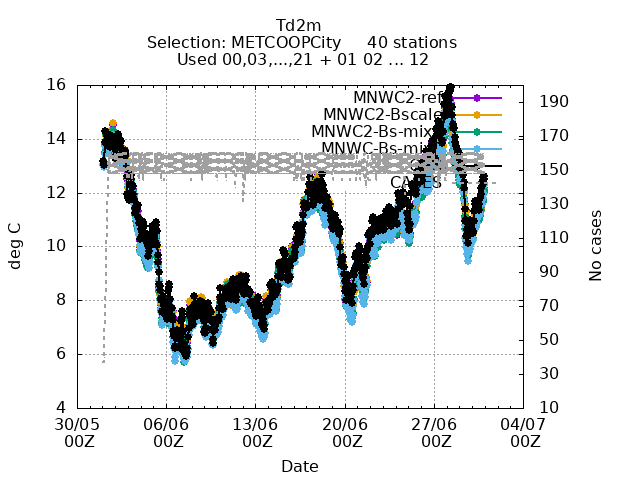 Td2m
Selection: METCOOPCity 40 stations
Used 00,03,...,21 + 01 02 ... 12
16
14
12
10
8
6
4
190
170
150
130
110
90
70
50
30
10
MNWC2-ref
MNWC2-Bscale
MNWC2-Bs-mix
MNWC-Bs-mix
CASES
deg C
No cases
30/05 06/06 13/06 20/06 27/06 04/07
00Z 00Z 00Z 00Z 00Z 00Z
Date